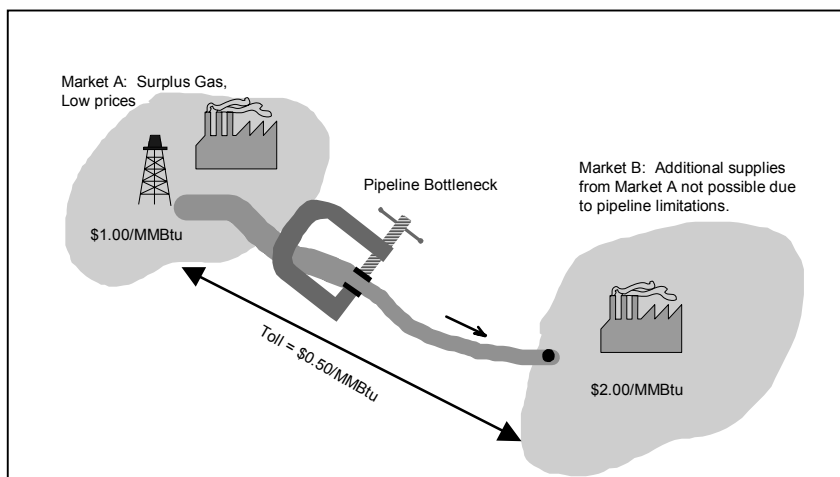 Market A:  Surplus Gas,
Low prices
Pipeline Bottleneck
Market B:  Additional supplies
from Market A not possible due
to pipeline limitations.
$1.00/MMBtu
Toll = $0.50/MMBtu
$2.00/MMBtu